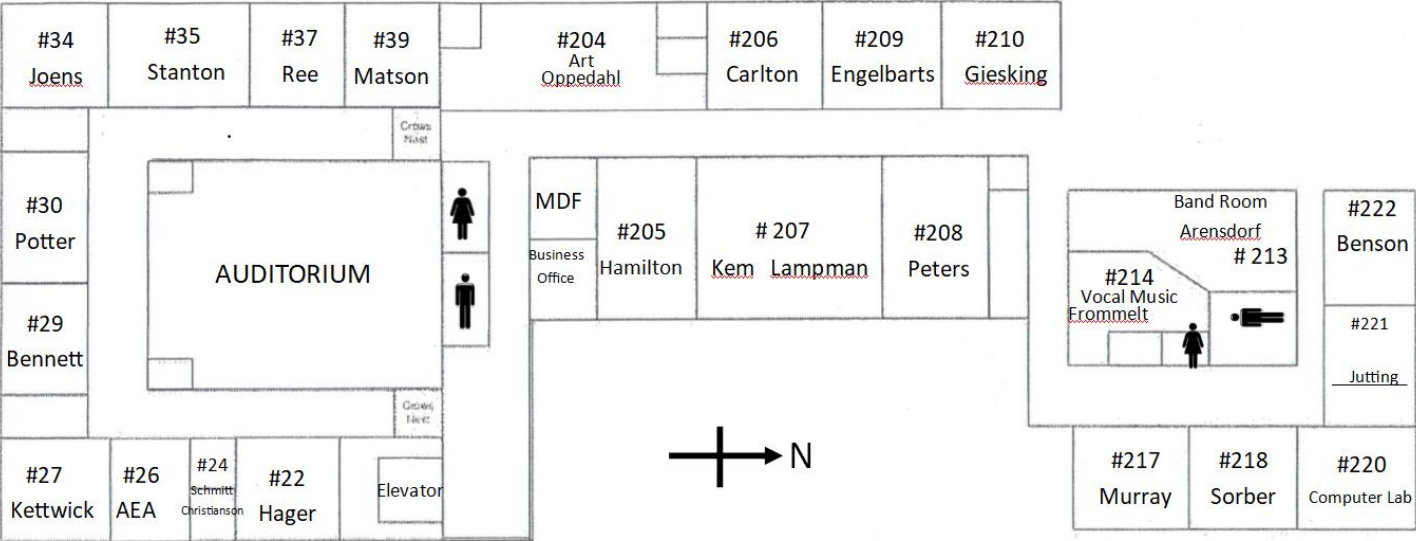 #34
Joens
#35
Stanton
#37
Ree
#39
Matson
#204
Art
Oppedahl
#206
Carlton
#209
Engelbarts
#210
Giesking
Crows
Nest
#30
Potter
#29
Bennett
AUDITORIUM
MDF
Business
Office
#205
Hamilton
# 207
Kem Lampman
#208
Peters
Band Room
Arensdorf
# 213
#214
Vocal Music
Frommelt
#222
Benson
#221
Jutting
Crows
Nest
#27
Kettwick
#26
AEA
#24
Schmitt
Christianson
#22
Hager
Elevator
N
#217
Murray
#218
Sorber
#220
Computer Lab